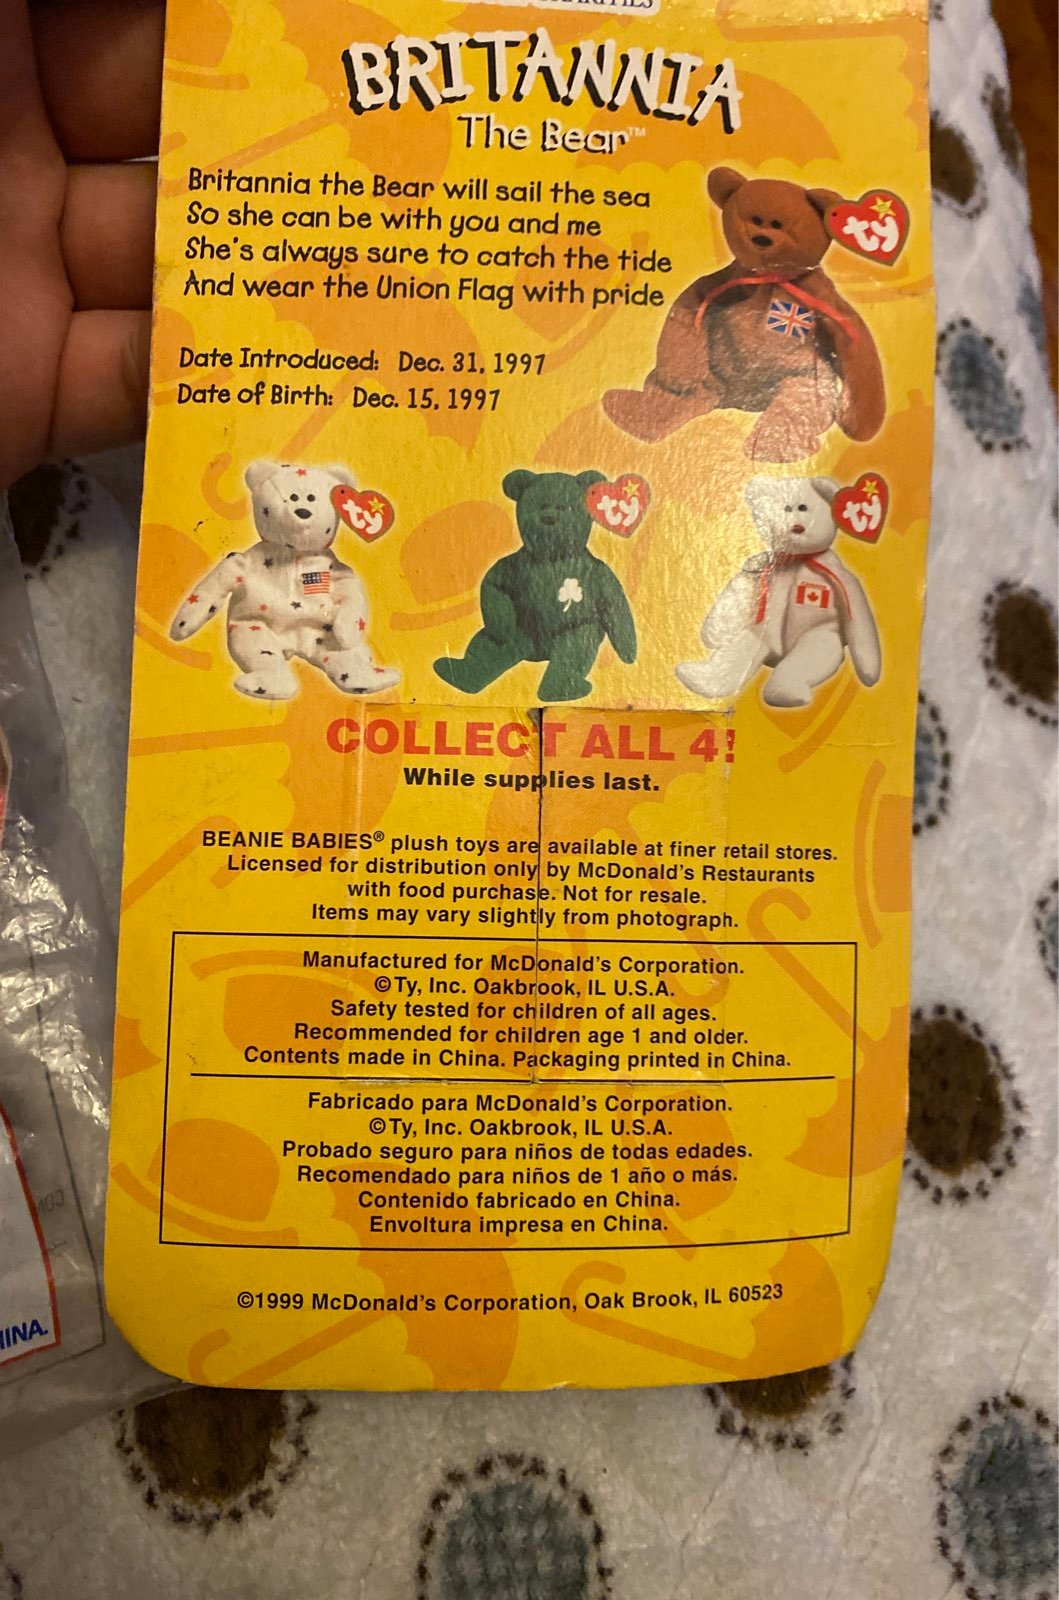 BRITANNIA
The Bear™
Britannia the Bear will sail the sea
So she can be with you and me
She's always sure to catch the tide
And wear the Union Flag with pride
ty
Date Introduced: Dec. 31, 1997
Date of Birth: Dec. 15, 1997
ty
ty
ty
CANADA
COLLECT ALL 4!
While supplies last.
BEANIE BABIES® plush toys are available at finer retail stores.
Licensed for distribution only by McDonald's Restaurants
with food purchase. Not for resale.
Items may vary slightly from photograph.
Manufactured for McDonald's Corporation.
©Ty, Inc. Oakbrook, IL U.S.A.
Safety tested for children of all ages.
Recommended for children age 1 and older.
Contents made in China. Packaging printed in China.
Fabricado para McDonald's Corporation.
©Ty, Inc. Oakbrook, IL U.S.A.
Probado seguro para niños de todas edades.
Recomendado para niños de 1 año o más.
Contenido fabricado en China.
Envoltura impresa en China.
©1999 McDonald's Corporation, Oak Brook, IL 60523